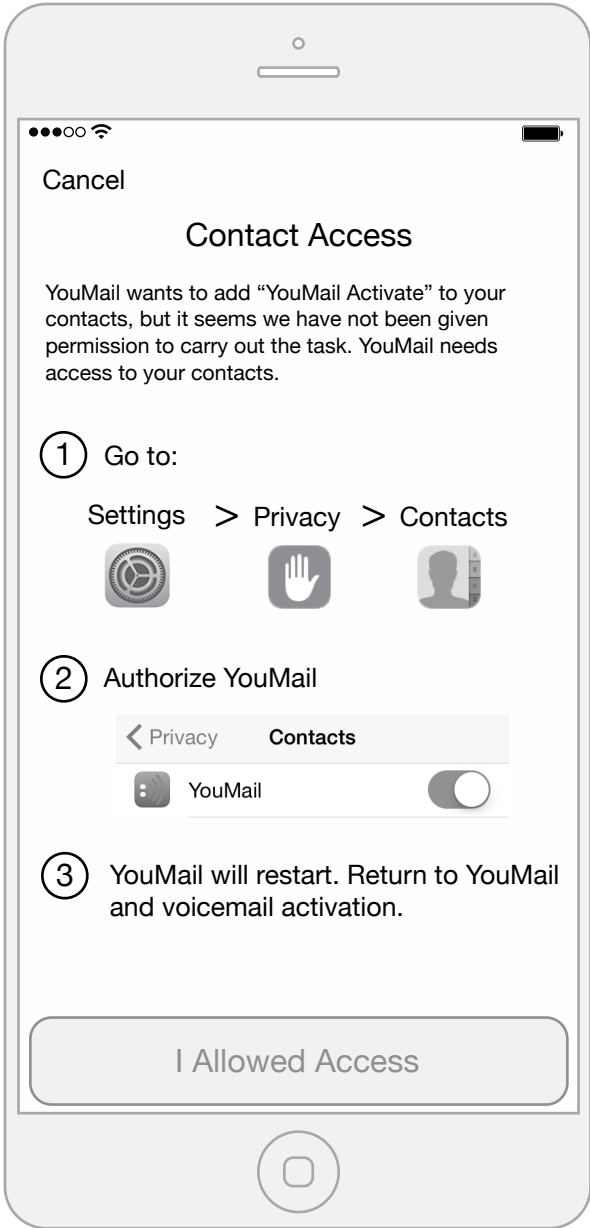 Cancel
Contact Access
YouMail wants to add “YouMail Activate” to your
contacts, but it seems we have not been given
permission to carry out the task. YouMail needs
access to your contacts.
1 Go to:
Settings > Privacy > Contacts
2 Authorize YouMail
Privacy Contacts
YouMail
3 YouMail will restart. Return to YouMail
and voicemail activation.
I Allowed Access